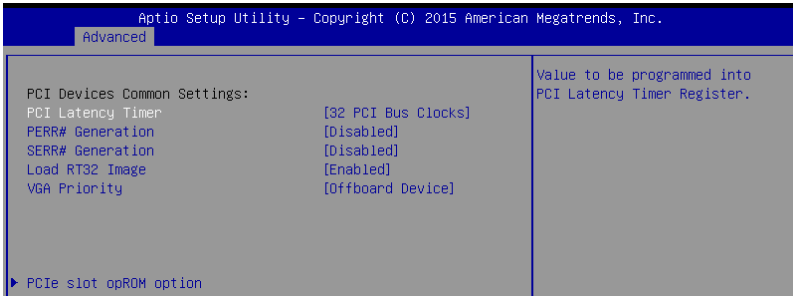 Aptio Setup Utility – Copyright (C) 2015 American Megatrends, Inc.
Advanced
PCI Devices Common Settings:
PCI Latency Timer [32 PCI Bus Clocks]
PERR# Generation [Disabled]
SERR# Generation [Disabled]
Load RT32 Image [Enabled]
VGA Priority [Offboard Device]
PCIe slot opROM option
Value to be programmed into
PCI Latency Timer Register.